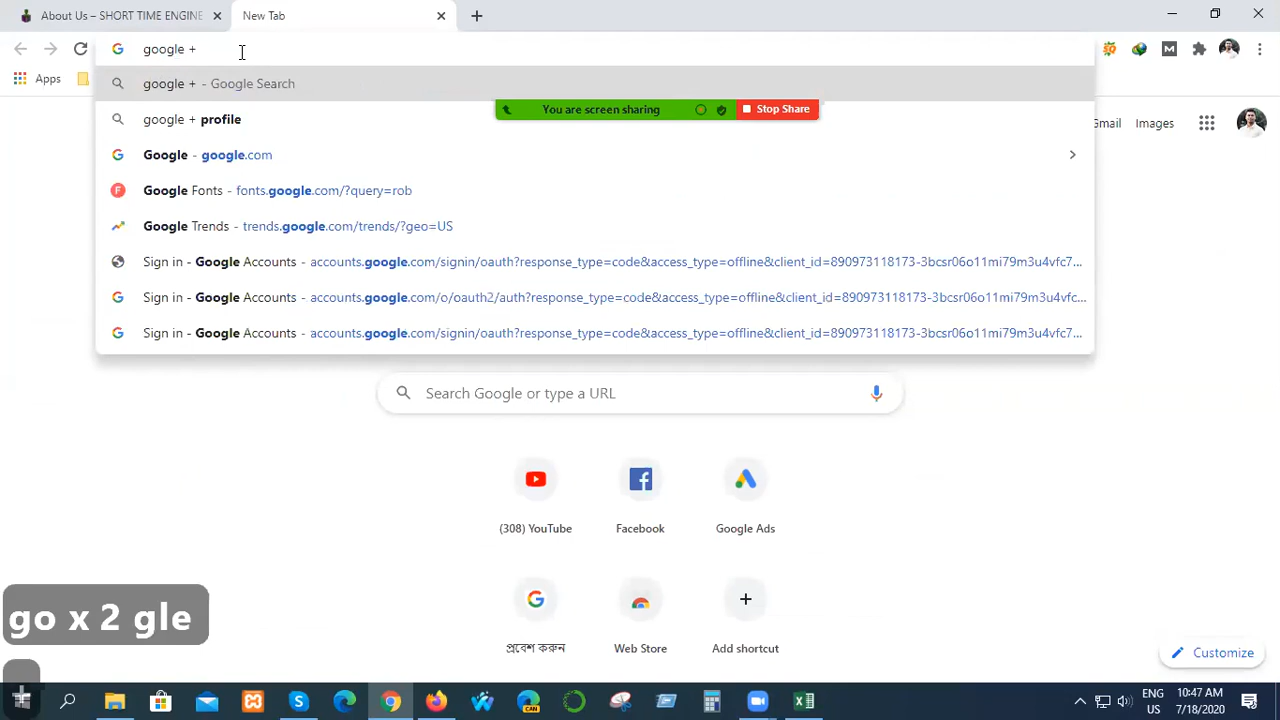 About Us – SHORT TIME ENGINE
New Tab
google +
Apps
google + - Google Search
You are screen sharing
Stop Share
google + profile
Gmail
Images
Google - google.com
Google Fonts - fonts.google.com/?query=rob
Google Trends - trends.google.com/trends/?geo=US
Sign in - Google Accounts - accounts.google.com/signin/oauth?response_type=code&access_type=offline&client_id=890973118173-3bcsr06o11mi79m3u4vfc7...
Sign in - Google Accounts - accounts.google.com/o/oauth2/auth?response_type=code&access_type=offline&client_id=890973118173-3bcsr06o11mi79m3u4vfc...
Sign in - Google Accounts - accounts.google.com/signin/oauth?response_type=code&access_type=offline&client_id=890973118173-3bcsr06o11mi79m3u4vfc7...
Search Google or type a URL
(308) YouTube
Facebook
Google Ads
go x 2 gle
প্রবেশ করুন
Web Store
Add shortcut
Customize
CAN
ENG
US
10:47 AM
7/18/2020